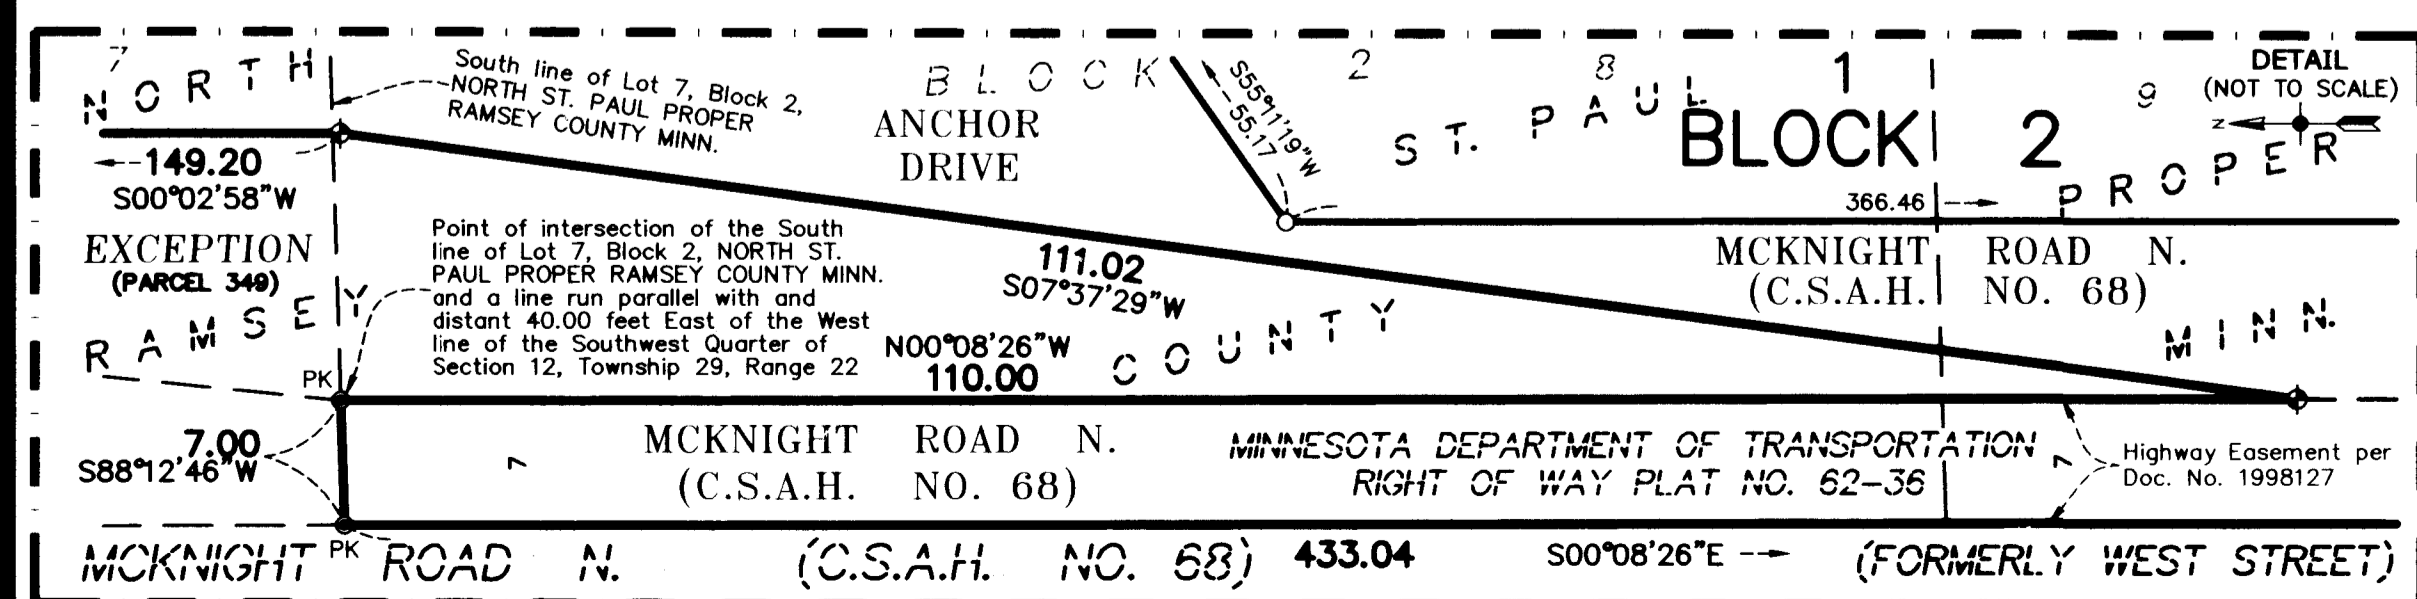 7
NORTH
South line of Lot 7, Block 2,
NORTH ST. PAUL PROPER
RAMSEY COUNTY MINN.
BLOCK 2
ANCHOR
DRIVE
S55°11'19"W
55.17
8
1
9
DETAIL
(NOT TO SCALE)
z
ST. PAUL
BLOCK 2
PROPER
149.20
S00°02'58"W
366.46
EXCEPTION
(PARCEL 349)
Point of intersection of the South
line of Lot 7, Block 2, NORTH ST.
PAUL PROPER RAMSEY COUNTY MINN.
and a line run parallel with and
distant 40.00 feet East of the West
line of the Southwest Quarter of
Section 12, Township 29, Range 22
111.02
S07°37'29"W
MCKNIGHT ROAD N.
(C.S.A.H. NO. 68)
RAMSEY
COUNTY
MINN.
N00°08'26"W
110.00
PK
7.00
S88°12'46"W
MCKNIGHT ROAD N.
(C.S.A.H. NO. 68)
MINNESOTA DEPARTMENT OF TRANSPORTATION
RIGHT OF WAY PLAT NO. 62-36
Highway Easement per
Doc. No. 1998127
PK
MCKNIGHT ROAD N. (C.S.A.H. NO. 68)
433.04
S00°08'26"E
(FORMERLY WEST STREET)